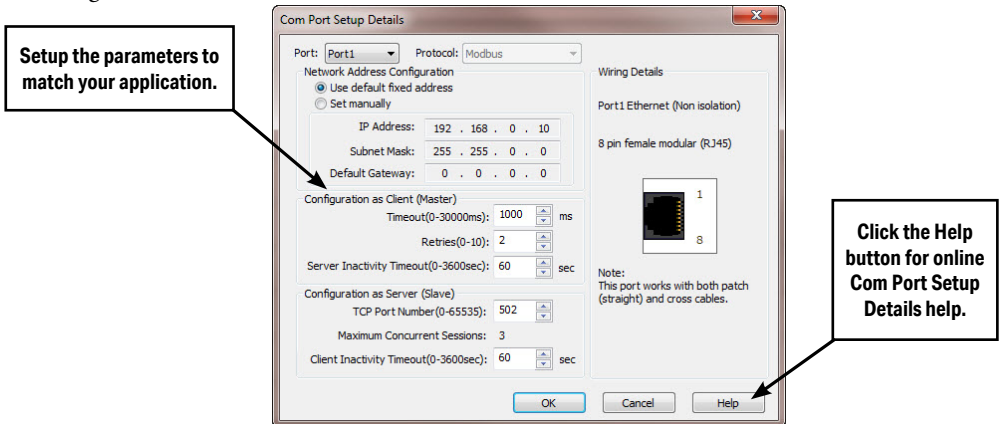 Com Port Setup Details
Setup the parameters to
match your application.
Port: Port1 Protocol: Modbus
Network Address Configuration
Use default fixed address
Set manually
IP Address: 192 . 168 . 0 . 10
Subnet Mask: 255 . 255 . 0 . 0
Default Gateway: 0 . 0 . 0 . 0
Configuration as Client (Master)
Timeout(0-30000ms): 1000 ms
Retries(0-10): 2
Server Inactivity Timeout(0-3600sec): 60 sec
Configuration as Server (Slave)
TCP Port Number(0-65535): 502
Maximum Concurrent Sessions: 3
Client Inactivity Timeout(0-3600sec): 60 sec
Wiring Details
Port1 Ethernet (Non isolation)
8 pin female modular (RJ45)
1
8
Note:
This port works with both patch
(straight) and cross cables.
OK Cancel Help
Click the Help
button for online
Com Port Setup
Details help.